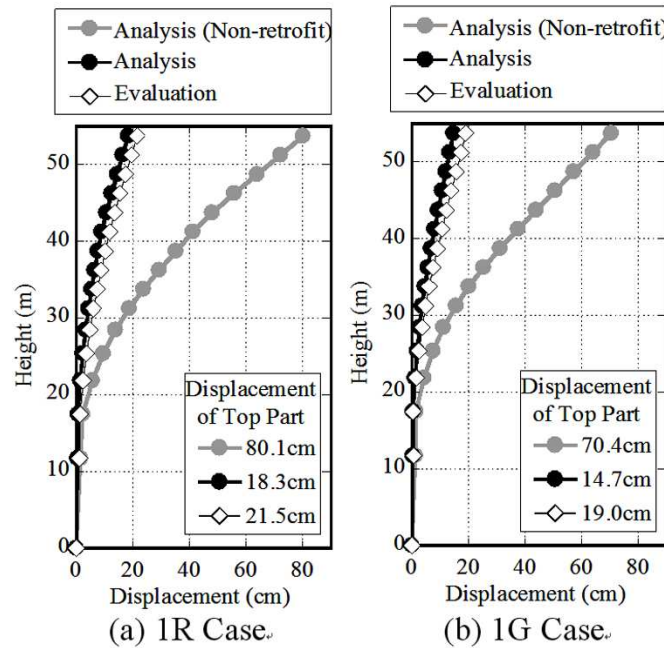 Analysis (Non-retrofit)
Analysis
Evaluation
50
40
30
20
10
0
Height (m)
Displacement
of Top Part
80.1cm
18.3cm
21.5cm
0 20 40 60 80
Displacement (cm)
(a) 1R Case
Analysis (Non-retrofit)
Analysis
Evaluation
50
40
30
20
10
0
Height (m)
Displacement
of Top Part
70.4cm
14.7cm
19.0cm
0 20 40 60 80
Displacement (cm)
(b) 1G Case